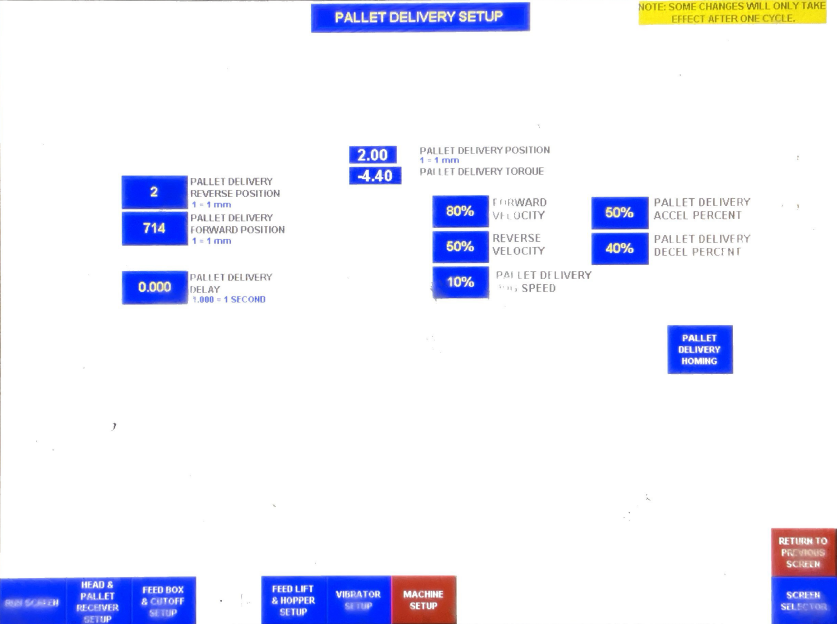 PALLET DELIVERY SETUP
NOTE: SOME CHANGES WILL ONLY TAKE
EFFECT AFTER ONE CYCLE.
2.00
PALLET DELIVERY POSITION
1 = 1 mm
-4.40
PALLET DELIVERY TORQUE
2
PALLET DELIVERY
REVERSE POSITION
1 = 1 mm
714
PALLET DELIVERY
FORWARD POSITION
1 = 1 mm
0.000
PALLET DELIVERY
DELAY
1.000 = 1 SECOND
80%
FORWARD
VELOCITY
50%
REVERSE
VELOCITY
10%
PALLET DELIVERY
SPEED
50%
PALLET DELIVERY
ACCEL PERCENT
40%
PALLET DELIVERY
DECEL PERCENT
PALLET
DELIVERY
HOMING
RETURN TO
PREVIOUS
SCREEN
RUN SCREEN
HEAD &
PALLET
RECEIVER
SETUP
FEED BOX
& CUTOFF
SETUP
FEED LIFT
& HOPPER
SETUP
VIBRATOR
SETUP
MACHINE
SETUP
SCREEN
SELECTOR